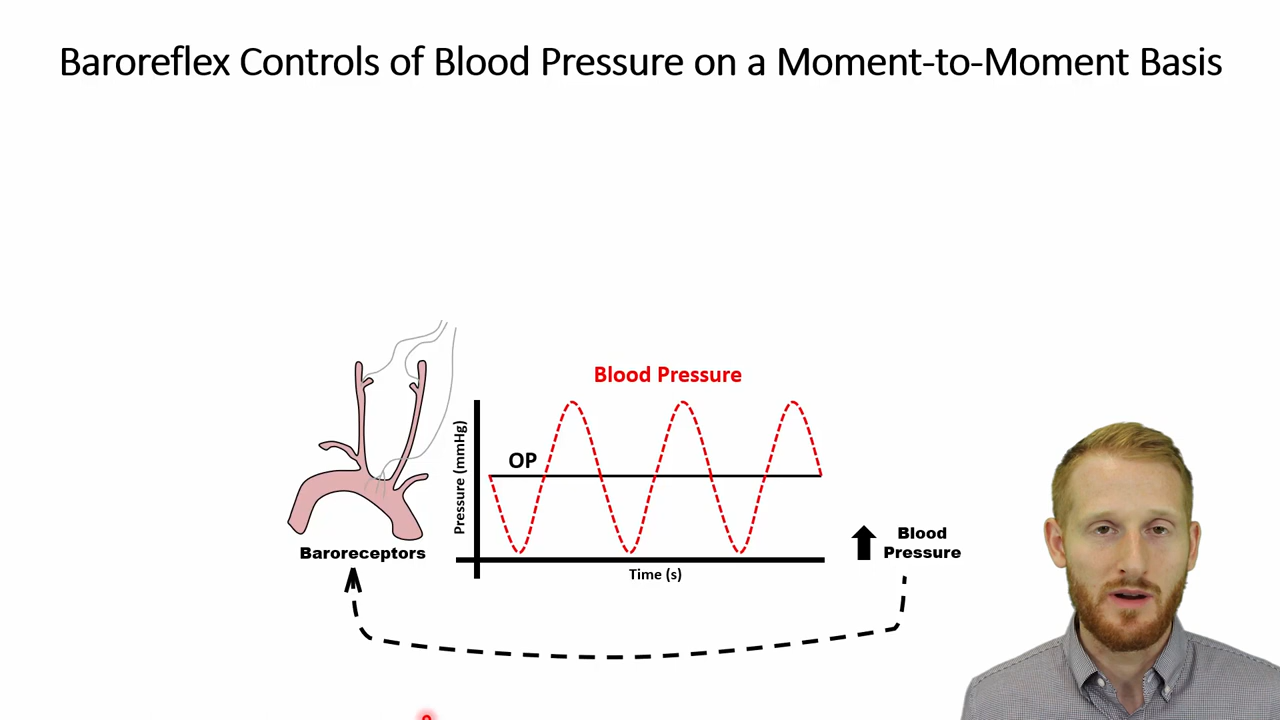 Baroreflex Controls of Blood Pressure on a Moment-to-Moment Basis
Blood Pressure
Pressure (mmHg)
OP
Baroreceptors
Time (s)
Blood
Pressure